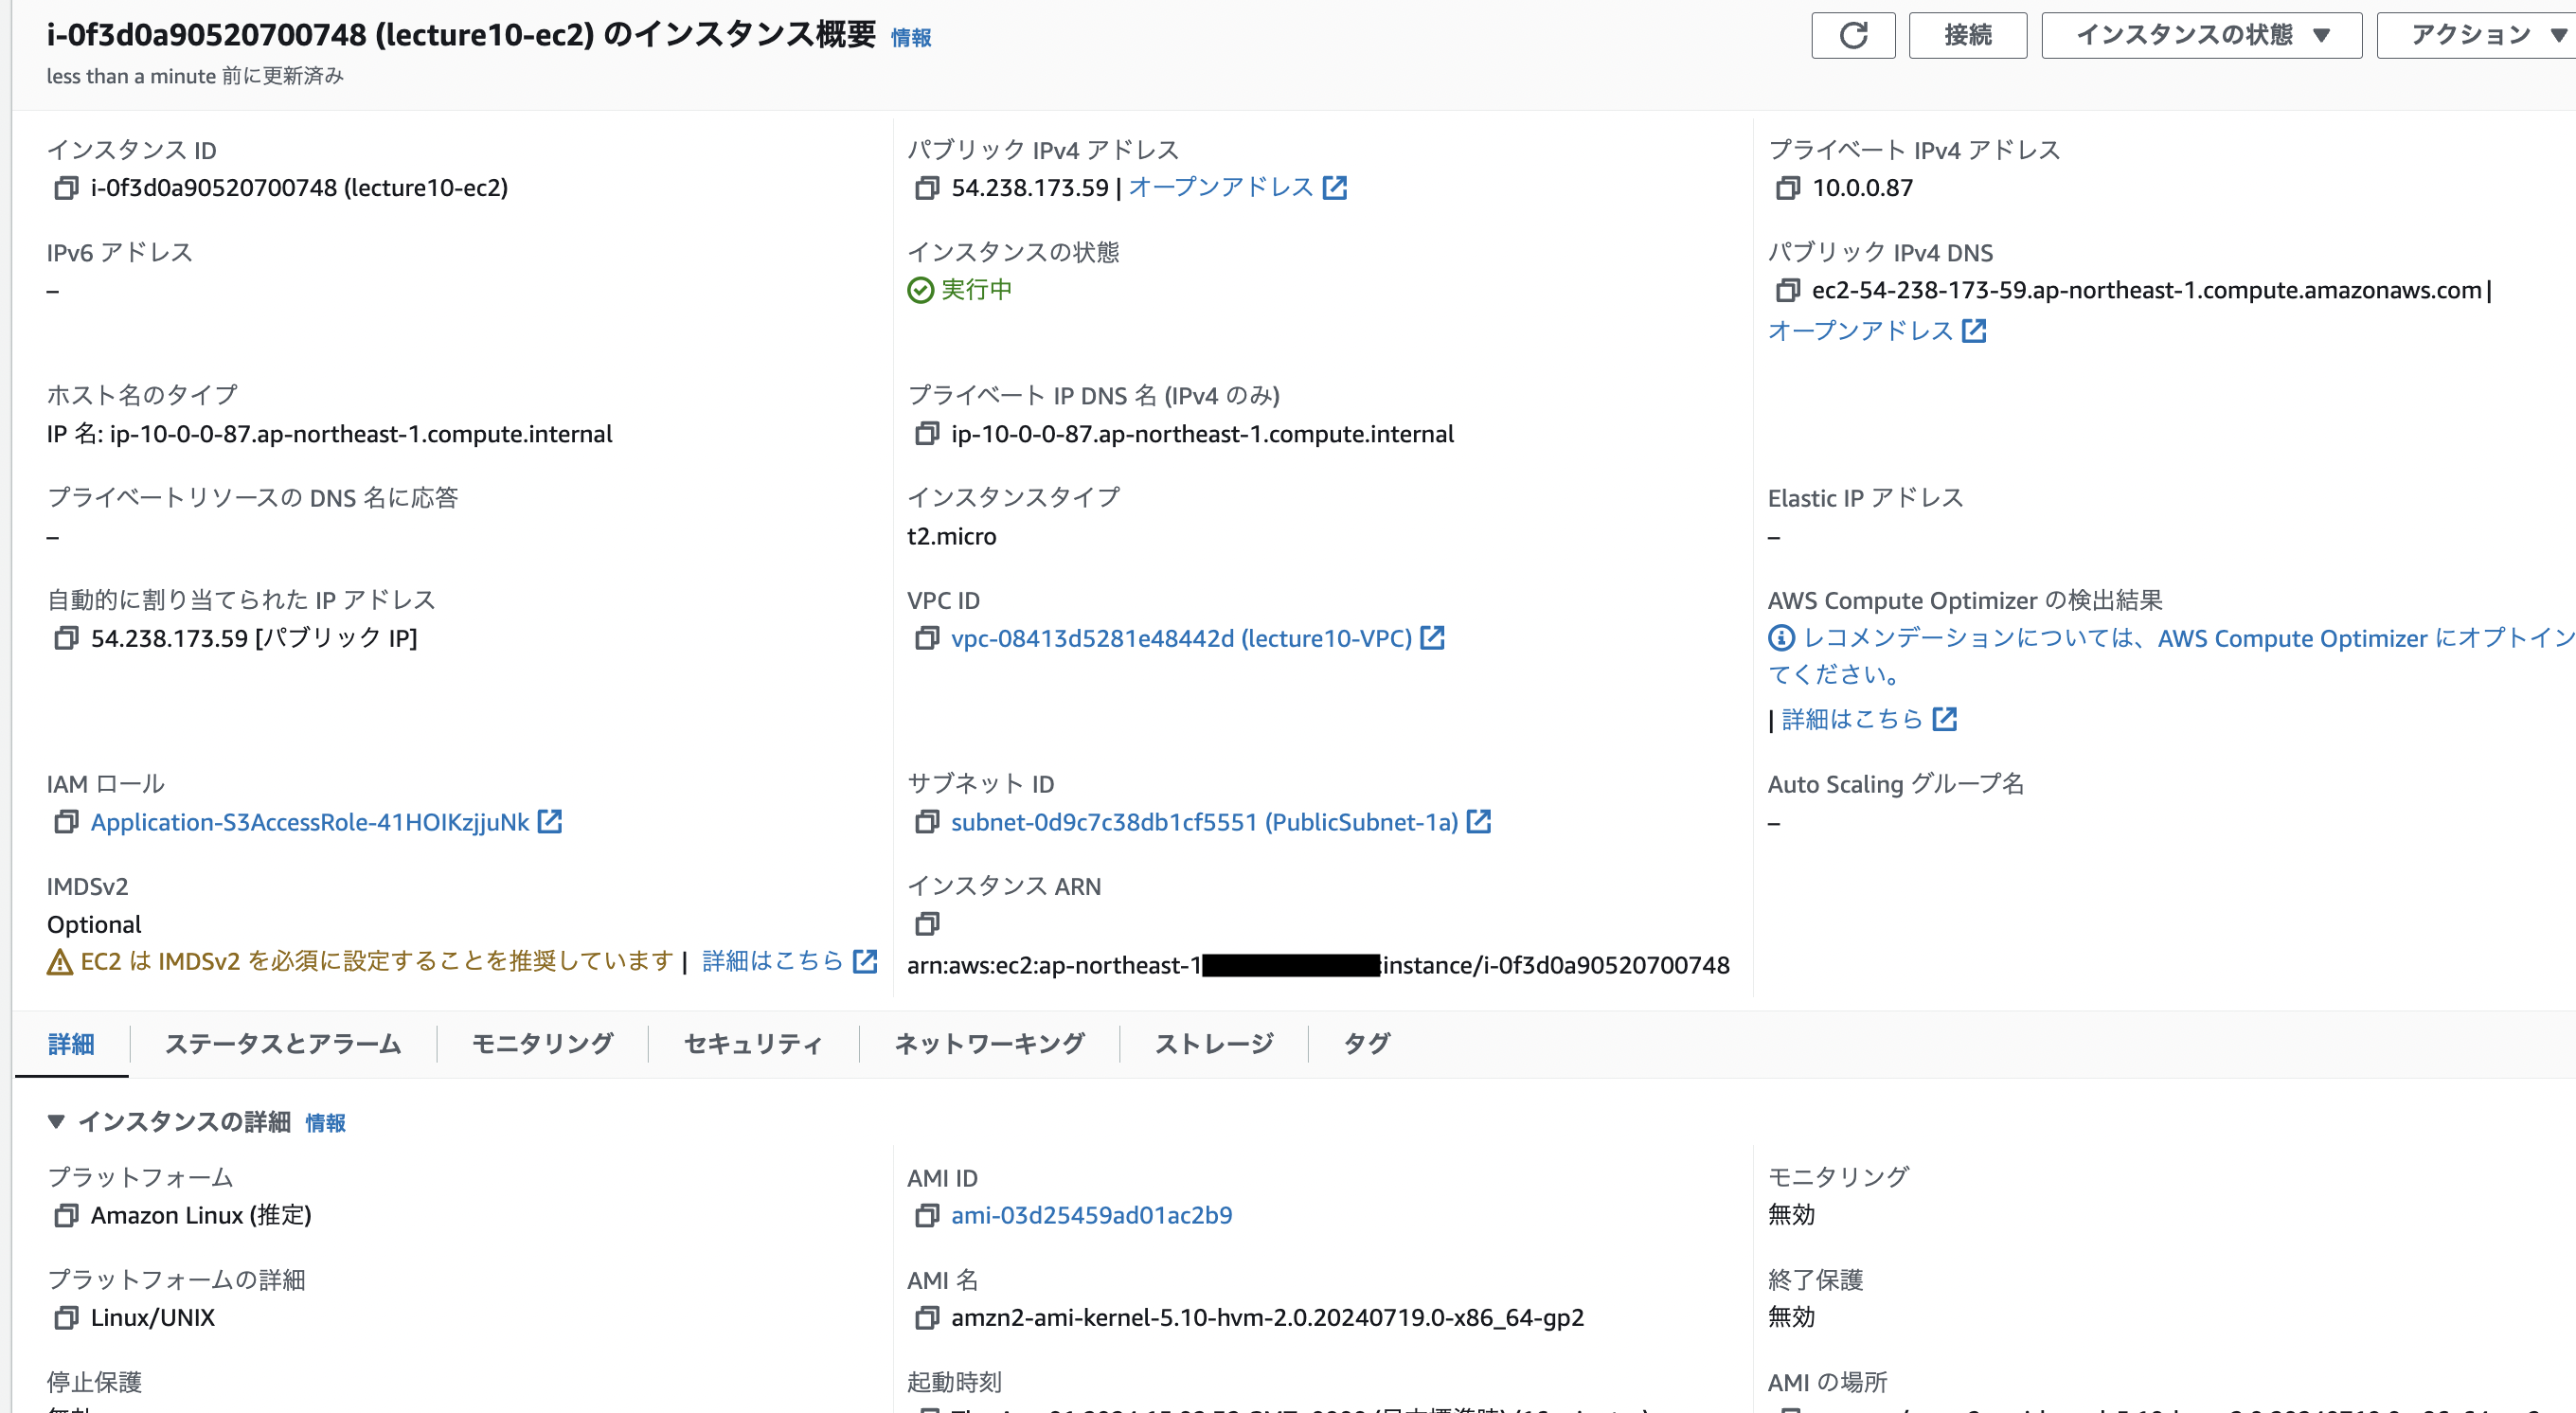 i-0f3d0a90520700748 (lecture10-ec2) のインスタンス概要 情報
less than a minute 前に更新済み
接続
インスタンスの状態 ▼
アクション ▼
インスタンス ID
i-0f3d0a90520700748 (lecture10-ec2)
パブリック IPv4 アドレス
54.238.173.59 | オープンアドレス
プライベート IPv4 アドレス
10.0.0.87
IPv6 アドレス
–
インスタンスの状態
実行中
パブリック IPv4 DNS
ec2-54-238-173-59.ap-northeast-1.compute.amazonaws.com |
オープンアドレス
ホスト名のタイプ
IP 名: ip-10-0-0-87.ap-northeast-1.compute.internal
プライベート IP DNS 名 (IPv4 のみ)
ip-10-0-0-87.ap-northeast-1.compute.internal
プライベートリソースの DNS 名に応答
–
インスタンスタイプ
t2.micro
Elastic IP アドレス
–
自動的に割り当てられた IP アドレス
54.238.173.59 [パブリック IP]
VPC ID
vpc-08413d5281e48442d (lecture10-VPC)
AWS Compute Optimizer の検出結果
レコメンデーションについては、AWS Compute Optimizer にオプトイン
てください。
| 詳細はこちら
IAM ロール
Application-S3AccessRole-41HOIKzjjuNk
サブネット ID
subnet-0d9c7c38db1cf5551 (PublicSubnet-1a)
Auto Scaling グループ名
–
IMDSv2
Optional
EC2 は IMDSv2 を必須に設定することを推奨しています | 詳細はこちら
インスタンス ARN
arn:aws:ec2:ap-northeast-1 :instance/i-0f3d0a90520700748
詳細
ステータスとアラーム
モニタリング
セキュリティ
ネットワーキング
ストレージ
タグ
▼ インスタンスの詳細 情報
プラットフォーム
Amazon Linux (推定)
AMI ID
ami-03d25459ad01ac2b9
モニタリング
無効
プラットフォームの詳細
Linux/UNIX
AMI 名
amzn2-ami-kernel-5.10-hvm-2.0.20240719.0-x86_64-gp2
終了保護
無効
停止保護
起動時刻
AMI の場所